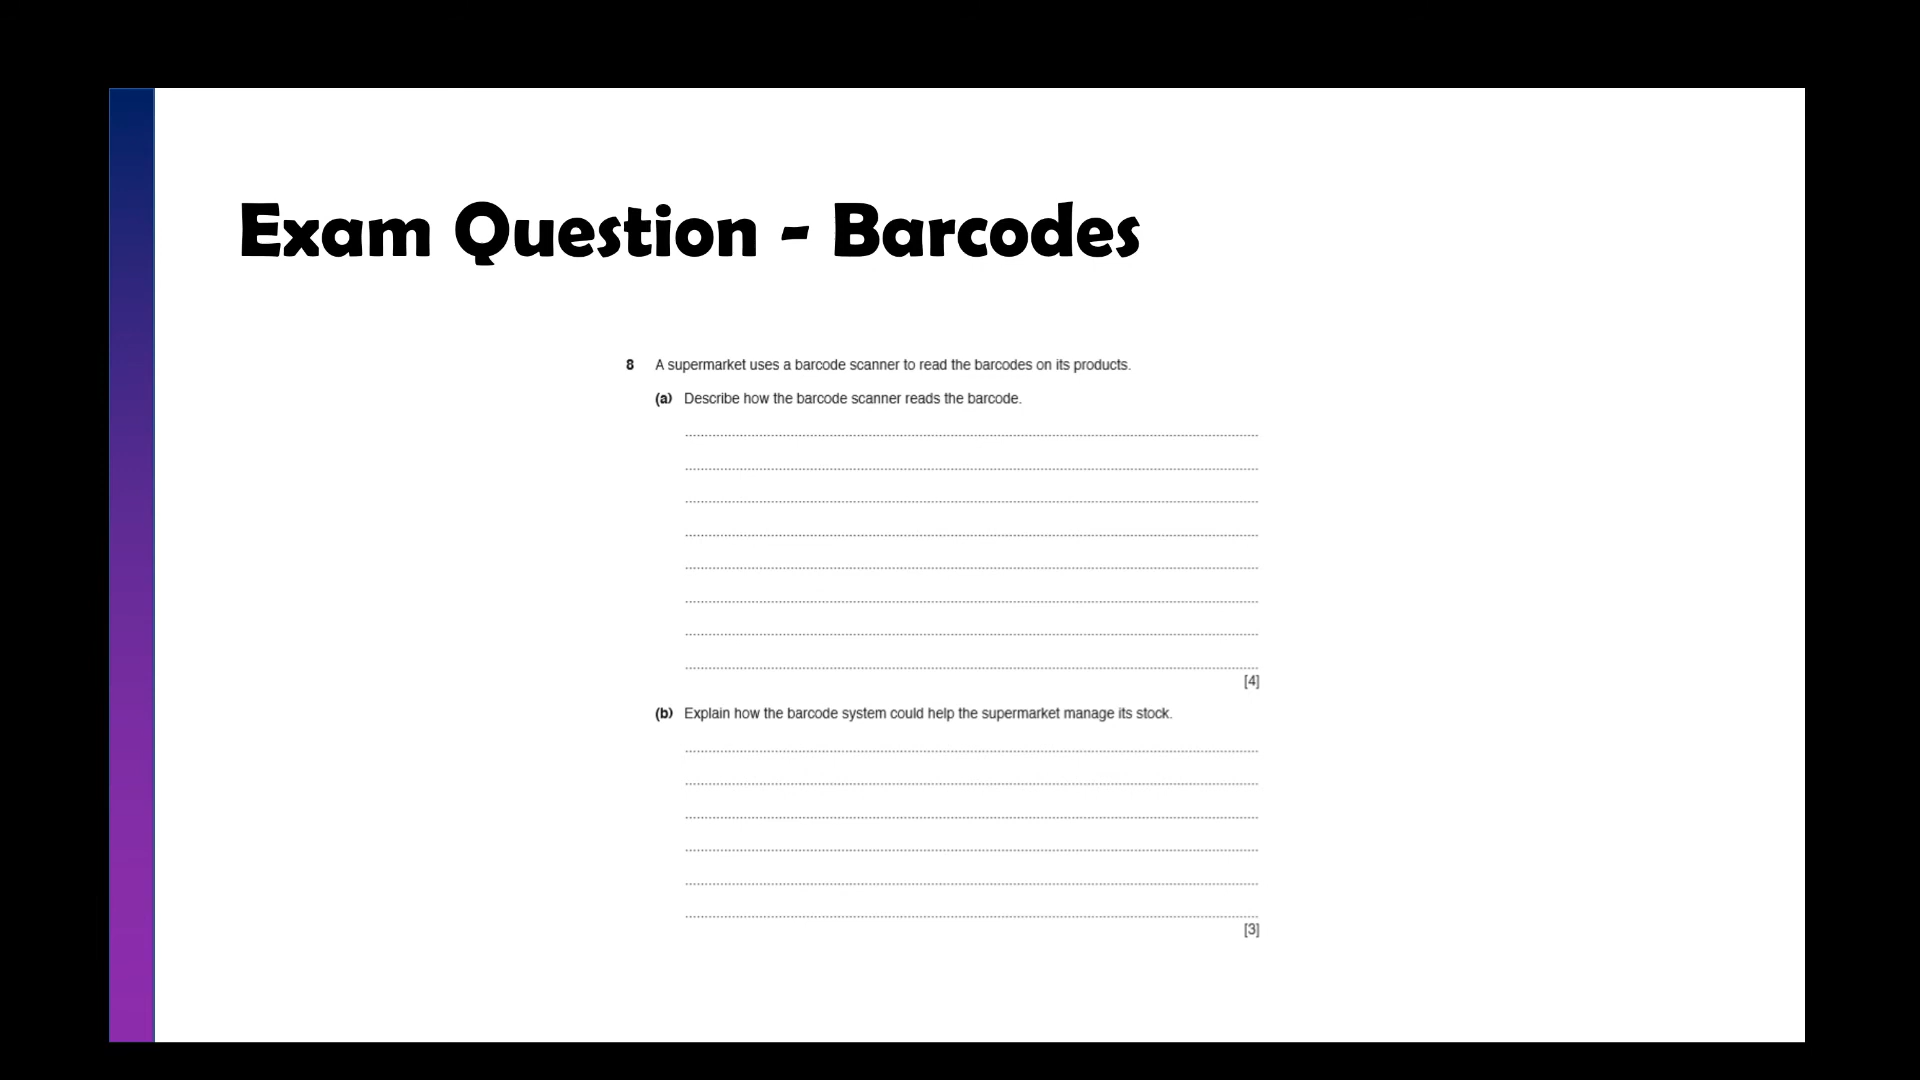 Exam Question - Barcodes
8 A supermarket uses a barcode scanner to read the barcodes on its products.
(a) Describe how the barcode scanner reads the barcode.
[4]
(b) Explain how the barcode system could help the supermarket manage its stock.
[3]